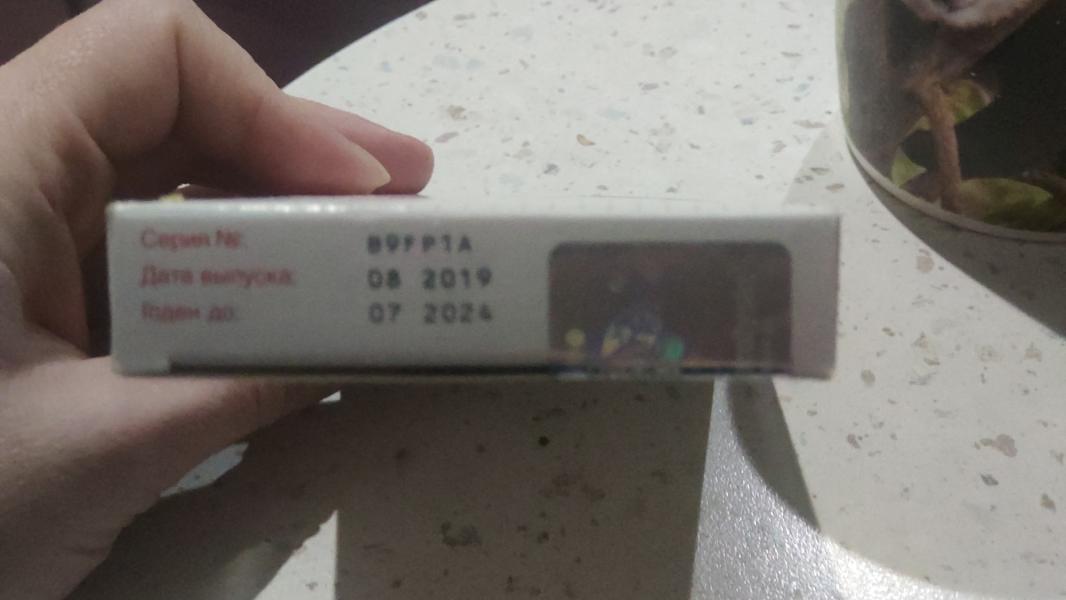 Серия №: B9FP1A
Дата выпуска: 08 2019
Годен до: 07 2024